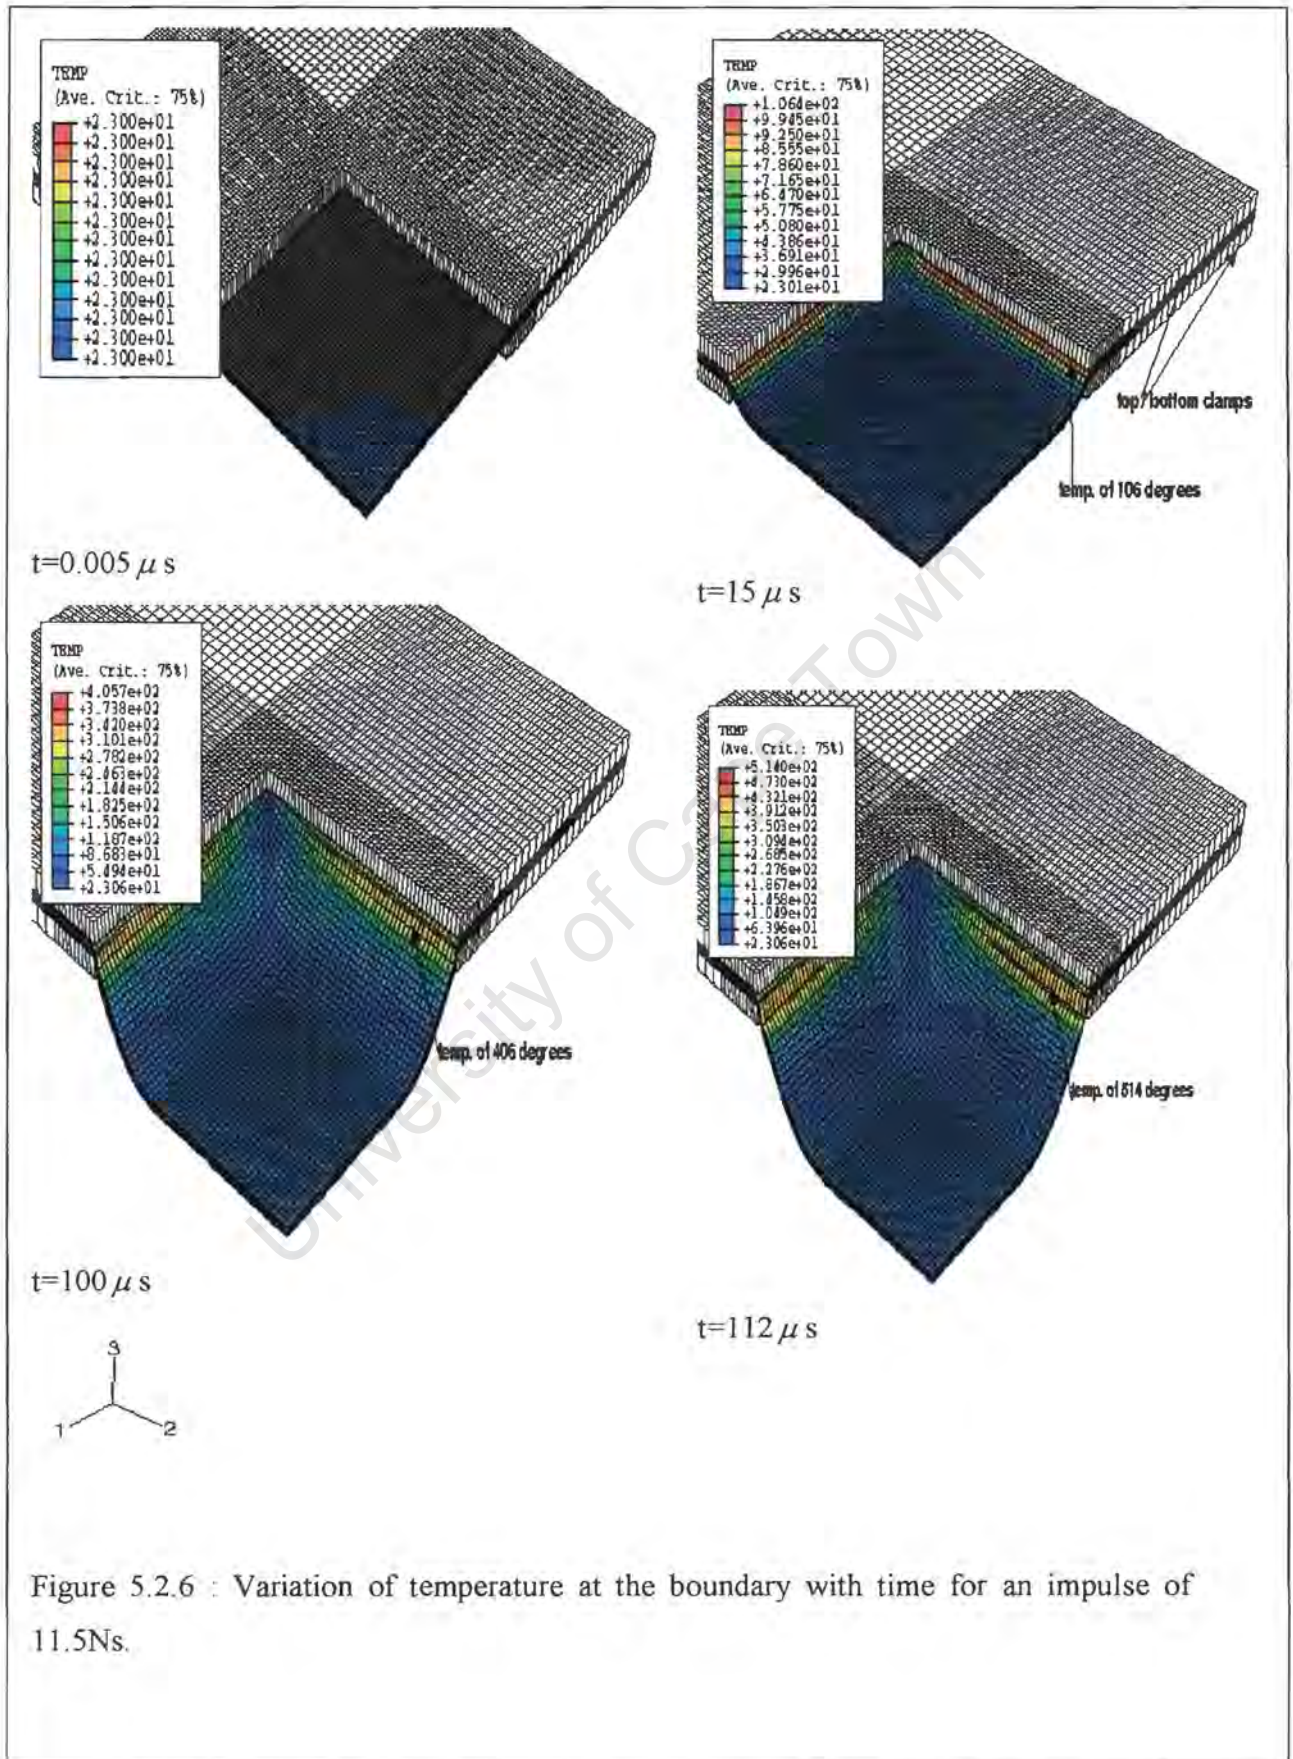 TEMP
(Ave. Crit.: 75%)
+2.300e+01
+2.300e+01
+2.300e+01
+2.300e+01
+2.300e+01
+2.300e+01
+2.300e+01
+2.300e+01
+2.300e+01
+2.300e+01
+2.300e+01
+2.300e+01
+2.300e+01
t=0.005 μ s
TEMP
(Ave. Crit.: 75%)
+1.064e+02
+9.945e+01
+9.250e+01
+8.555e+01
+7.860e+01
+7.165e+01
+6.470e+01
+5.775e+01
+5.080e+01
+4.386e+01
+3.691e+01
+2.996e+01
+2.301e+01
top/ bottom clamps
temp. of 106 degrees
t=15 μ s
TEMP
(Ave. Crit.: 75%)
+4.057e+02
+3.738e+02
+3.420e+02
+3.101e+02
+2.782e+02
+2.463e+02
+2.144e+02
+1.825e+02
+1.506e+02
+1.187e+02
+8.683e+01
+5.494e+01
+2.306e+01
temp. of 406 degrees
t=100 μ s
TEMP
(Ave. Crit.: 75%)
+5.140e+02
+4.730e+02
+4.321e+02
+3.912e+02
+3.503e+02
+3.094e+02
+2.685e+02
+2.276e+02
+1.867e+02
+1.458e+02
+1.049e+02
+6.396e+01
+2.306e+01
temp. of 514 degrees
t=112 μ s
3
1 2
University of Cape Town
Figure 5.2.6 : Variation of temperature at the boundary with time for an impulse of
11.5Ns.